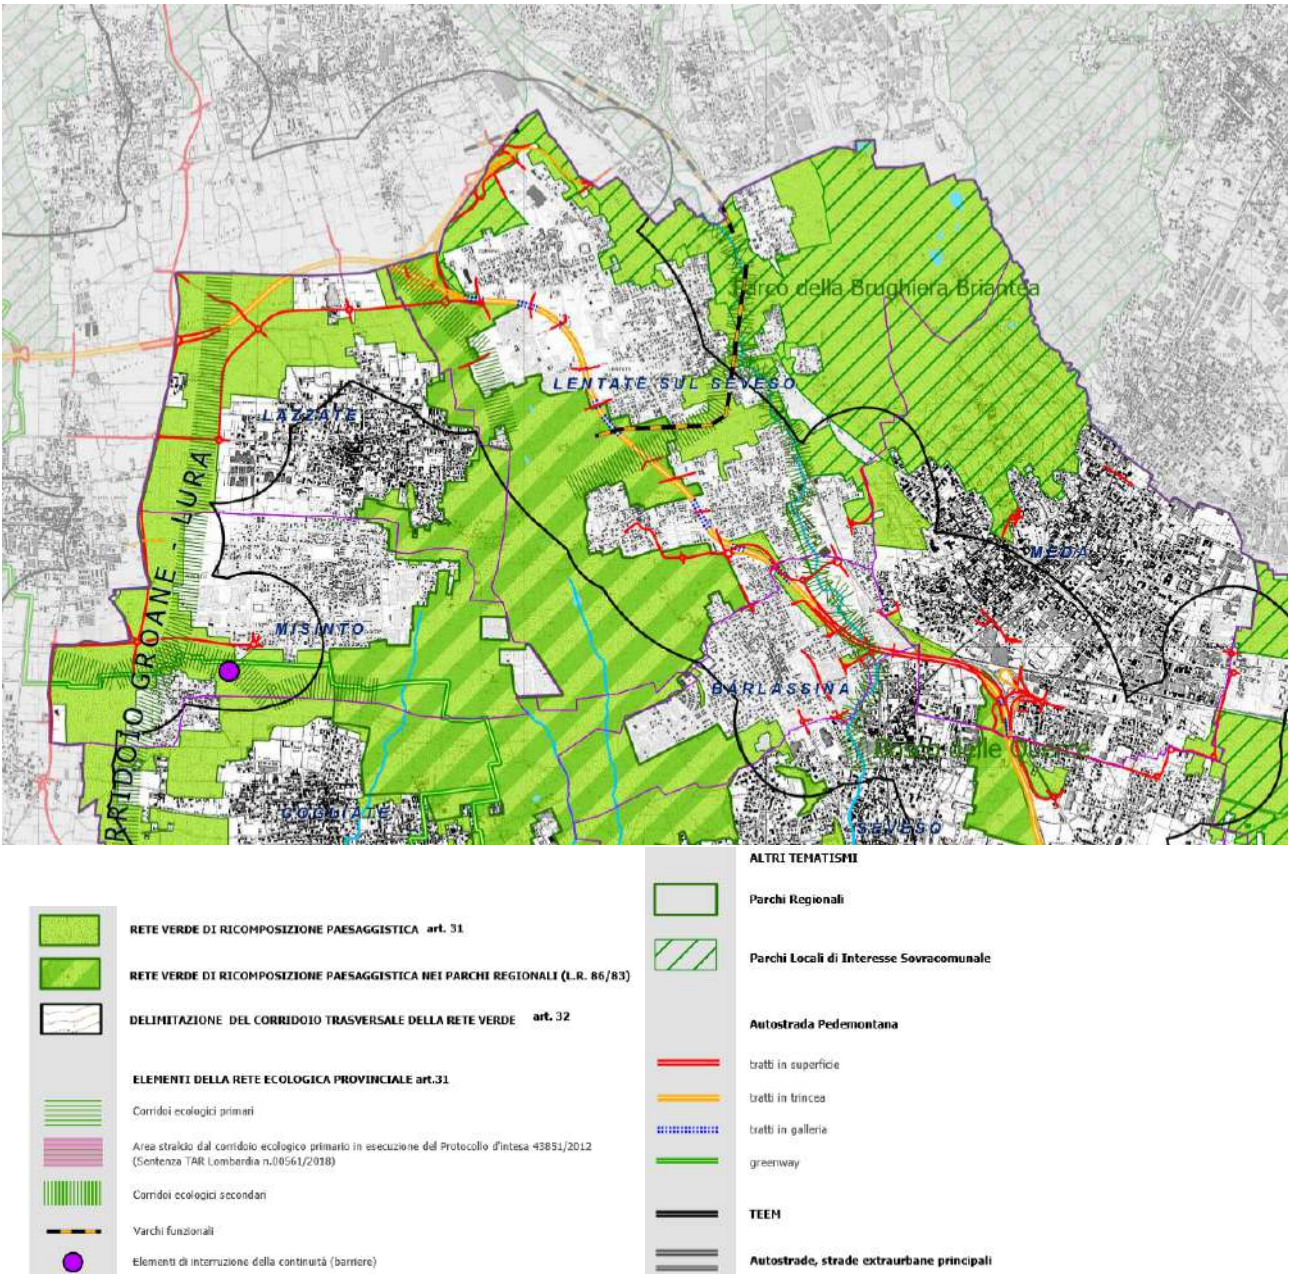 Parco della Brughiera Briantea
LENTATE SUL SEVESO
LAZZATE
MEDA
MISINTO
BARLASSINA
Bosco delle Querce
COGLIATE
SEVESO
RRIDOIO GROANE - LURA
RETE VERDE DI RICOMPOSIZIONE PAESAGGISTICA art. 31
RETE VERDE DI RICOMPOSIZIONE PAESAGGISTICA NEI PARCHI REGIONALI (L.R. 86/83)
DELIMITAZIONE DEL CORRIDOIO TRASVERSALE DELLA RETE VERDE art. 32
ELEMENTI DELLA RETE ECOLOGICA PROVINCIALE art.31
Corridoi ecologici primari
Area stralcio dal corridoio ecologico primario in esecuzione del Protocollo d'intesa 43851/2012
(Sentenza TAR Lombardia n.00561/2018)
Corridoi ecologici secondari
Varchi funzionali
Elementi di interruzione della continuità (barriere)
ALTRI TEMATISMI
Parchi Regionali
Parchi Locali di Interesse Sovracomunale
Autostrada Pedemontana
tratti in superficie
tratti in trincea
tratti in galleria
greenway
TEEM
Autostrade, strade extraurbane principali